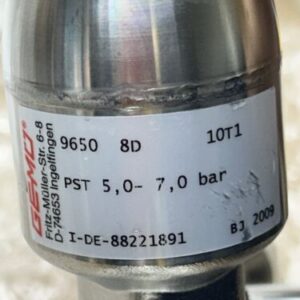 GEMÜ®
Fritz-Müller-Str. 6-8
D-74653 Ingelfingen
9650 8D 10T1
PST 5,0- 7,0 bar
I-DE-88221891 BJ 2009